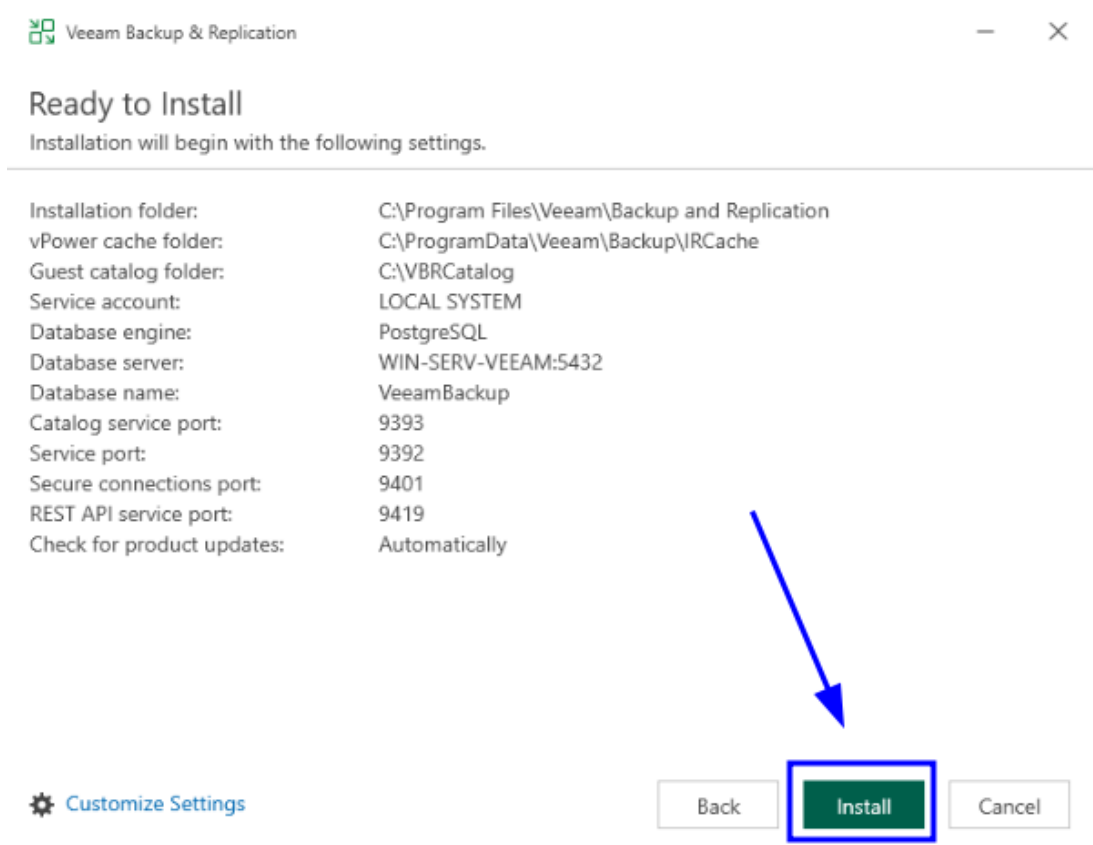 Veeam Backup & Replication
Ready to Install
Installation will begin with the following settings.
Installation folder: C:\Program Files\Veeam\Backup and Replication
vPower cache folder: C:\ProgramData\Veeam\Backup\IRCache
Guest catalog folder: C:\VBRCatalog
Service account: LOCAL SYSTEM
Database engine: PostgreSQL
Database server: WIN-SERV-VEEAM:5432
Database name: VeeamBackup
Catalog service port: 9393
Service port: 9392
Secure connections port: 9401
REST API service port: 9419
Check for product updates: Automatically
Customize Settings Back Install Cancel